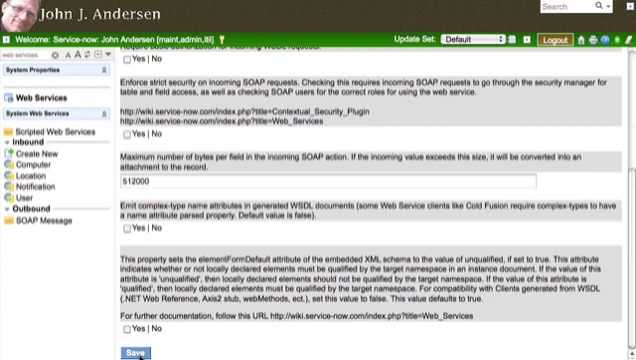 John J. Andersen
Search
Welcome: Service-now: John Andersen [maint,admin,itil]
Update Set:
Default
Logout
web services
A A
System Properties
Web Services
System Web Services
Scripted Web Services
Inbound
Create New
Computer
Location
Notification
User
Outbound
SOAP Message
Require basic authorization for incoming WSDL requests.
Yes | No
Enforce strict security on incoming SOAP requests. Checking this requires incoming SOAP requests to go through the security manager for
table and field access, as well as checking SOAP users for the correct roles for using the web service.
http://wiki.service-now.com/index.php?title=Contextual_Security_Plugin
http://wiki.service-now.com/index.php?title=Web_Services
Yes | No
Maximum number of bytes per field in the incoming SOAP action. If the incoming value exceeds this size, it will be converted into an
attachment to the record.
512000
Emit complex-type name attributes in generated WSDL documents (some Web Service clients like Cold Fusion require complex-types to have
a name attribute parsed properly. Default value is false).
Yes | No
This property sets the elementFormDefault attribute of the embedded XML schema to the value of unqualified, if set to true. This attribute
indicates whether or not locally declared elements must be qualified by the target namespace in an instance document. If the value of this
attribute is 'unqualified', then locally declared elements should not be qualified by the target namespace. If the value of this attribute is
'qualified', then locally declared elements must be qualified by the target namespace. For compatibility with Clients generated from WSDL
(.NET Web Reference, Axis2 stub, webMethods, ect.), set this value to false. This value defaults to true.
For further documentation, follow this URL http://wiki.service-now.com/index.php?title=Web_Services
Yes | No
Save